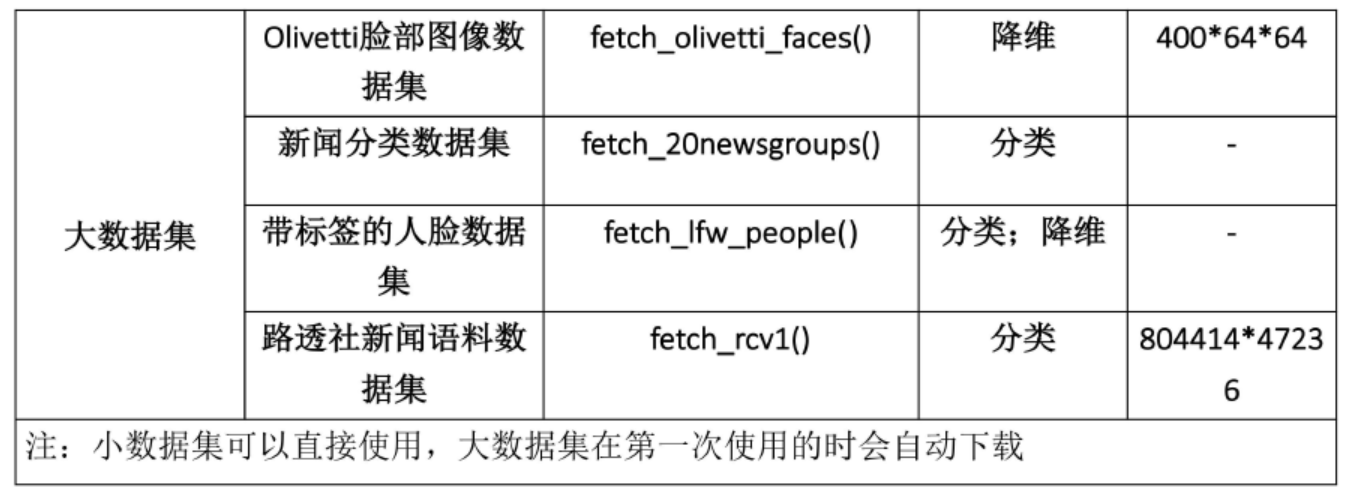 Olivetti脸部图像数
据集
fetch_olivetti_faces()
降维
400*64*64
新闻分类数据集
fetch_20newsgroups()
分类
-
大数据集
带标签的人脸数据
集
fetch_lfw_people()
分类；降维
-
路透社新闻语料数
据集
fetch_rcv1()
分类
804414*4723
6
注：小数据集可以直接使用，大数据集在第一次使用的时会自动下载